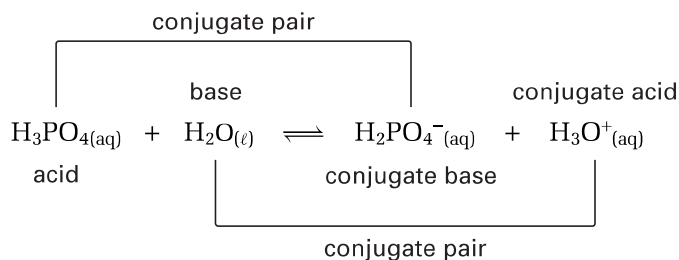 conjugate pair
base conjugate acid
H₃PO₄(aq) + H₂O(ℓ) ⇌ H₂PO₄⁻(aq) + H₃O⁺(aq)
acid conjugate base
conjugate pair